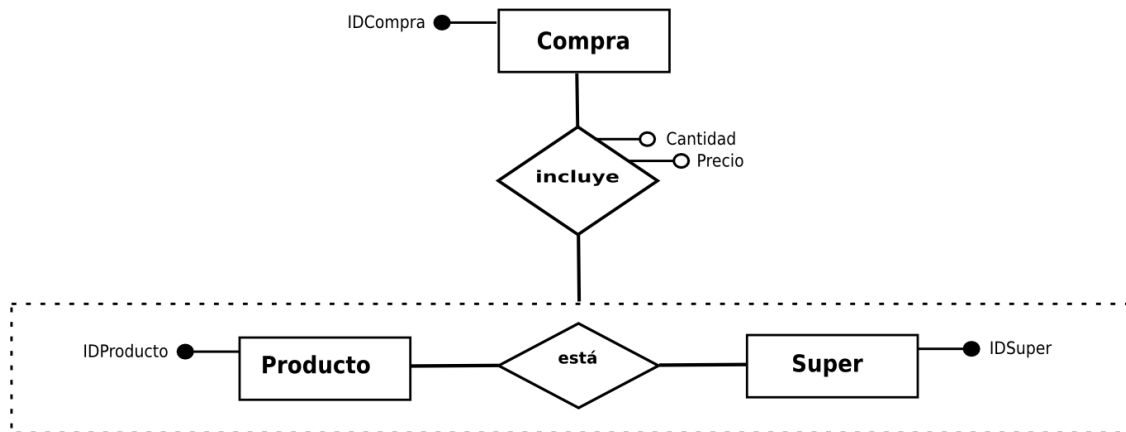 IDCompra
Compra
Cantidad
Precio
incluye
IDProducto
Producto
está
Super
IDSuper